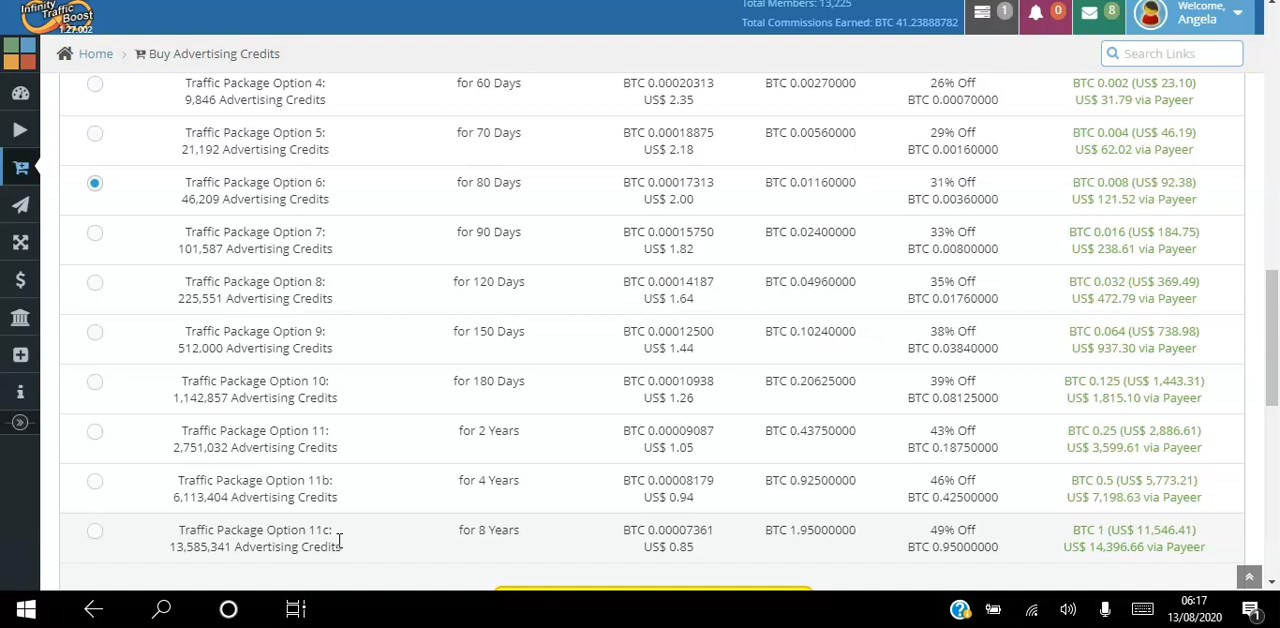 Infinity
Traffic
Boost
1:27:002
Total Members: 13,225
Total Commissions Earned: BTC 41.23888782
1
0
8
Welcome,
Angela
Home > Buy Advertising Credits
Search Links
Traffic Package Option 4: for 60 Days BTC 0.00020313 BTC 0.00270000 26% Off BTC 0.002 (US$ 23.10)
9,846 Advertising Credits US$ 2.35 BTC 0.00070000 US$ 31.79 via Payeer
Traffic Package Option 5: for 70 Days BTC 0.00018875 BTC 0.00560000 29% Off BTC 0.004 (US$ 46.19)
21,192 Advertising Credits US$ 2.18 BTC 0.00160000 US$ 62.02 via Payeer
Traffic Package Option 6: for 80 Days BTC 0.00017313 BTC 0.01160000 31% Off BTC 0.008 (US$ 92.38)
46,209 Advertising Credits US$ 2.00 BTC 0.00360000 US$ 121.52 via Payeer
Traffic Package Option 7: for 90 Days BTC 0.00015750 BTC 0.02400000 33% Off BTC 0.016 (US$ 184.75)
101,587 Advertising Credits US$ 1.82 BTC 0.00800000 US$ 238.61 via Payeer
Traffic Package Option 8: for 120 Days BTC 0.00014187 BTC 0.04960000 35% Off BTC 0.032 (US$ 369.49)
225,551 Advertising Credits US$ 1.64 BTC 0.01760000 US$ 472.79 via Payeer
Traffic Package Option 9: for 150 Days BTC 0.00012500 BTC 0.10240000 38% Off BTC 0.064 (US$ 738.98)
512,000 Advertising Credits US$ 1.44 BTC 0.03840000 US$ 937.30 via Payeer
Traffic Package Option 10: for 180 Days BTC 0.00010938 BTC 0.20625000 39% Off BTC 0.125 (US$ 1,443.31)
1,142,857 Advertising Credits US$ 1.26 BTC 0.08125000 US$ 1,815.10 via Payeer
Traffic Package Option 11: for 2 Years BTC 0.00009087 BTC 0.43750000 43% Off BTC 0.25 (US$ 2,886.61)
2,751,032 Advertising Credits US$ 1.05 BTC 0.18750000 US$ 3,599.61 via Payeer
Traffic Package Option 11b: for 4 Years BTC 0.00008179 BTC 0.92500000 46% Off BTC 0.5 (US$ 5,773.21)
6,113,404 Advertising Credits US$ 0.94 BTC 0.42500000 US$ 7,198.63 via Payeer
Traffic Package Option 11c: for 8 Years BTC 0.00007361 BTC 1.95000000 49% Off BTC 1 (US$ 11,546.41)
13,585,341 Advertising Credits US$ 0.85 BTC 0.95000000 US$ 14,396.66 via Payeer
06:17
13/08/2020
1